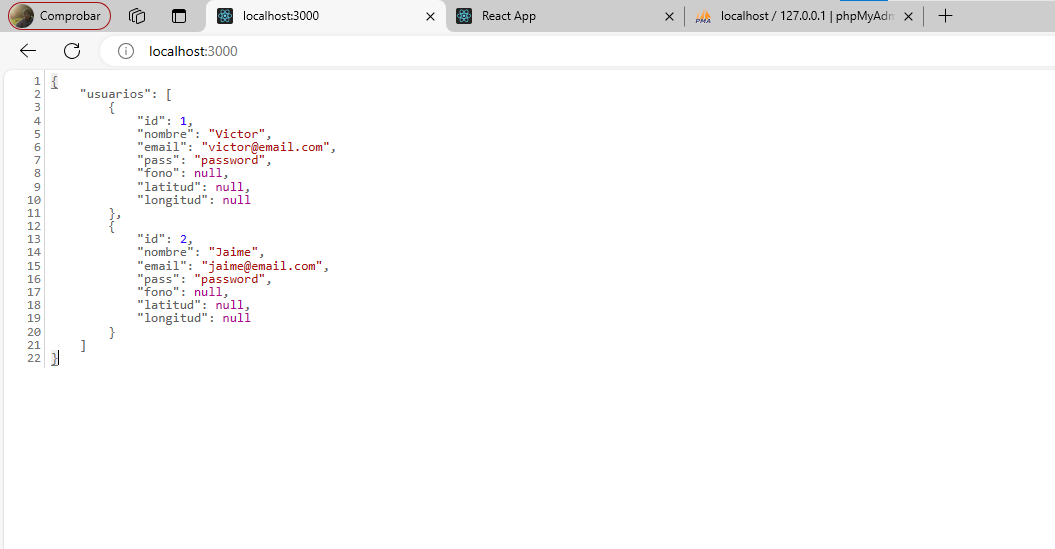 Comprobar
localhost:3000
React App
PMA
localhost / 127.0.0.1 | phpMyAdm
localhost:3000
1 {
2 "usuarios": [
3 {
4 "id": 1,
5 "nombre": "Victor",
6 "email": "victor@email.com",
7 "pass": "password",
8 "fono": null,
9 "latitud": null,
10 "longitud": null
11 },
12 {
13 "id": 2,
14 "nombre": "Jaime",
15 "email": "jaime@email.com",
16 "pass": "password",
17 "fono": null,
18 "latitud": null,
19 "longitud": null
20 }
21 ]
22 }